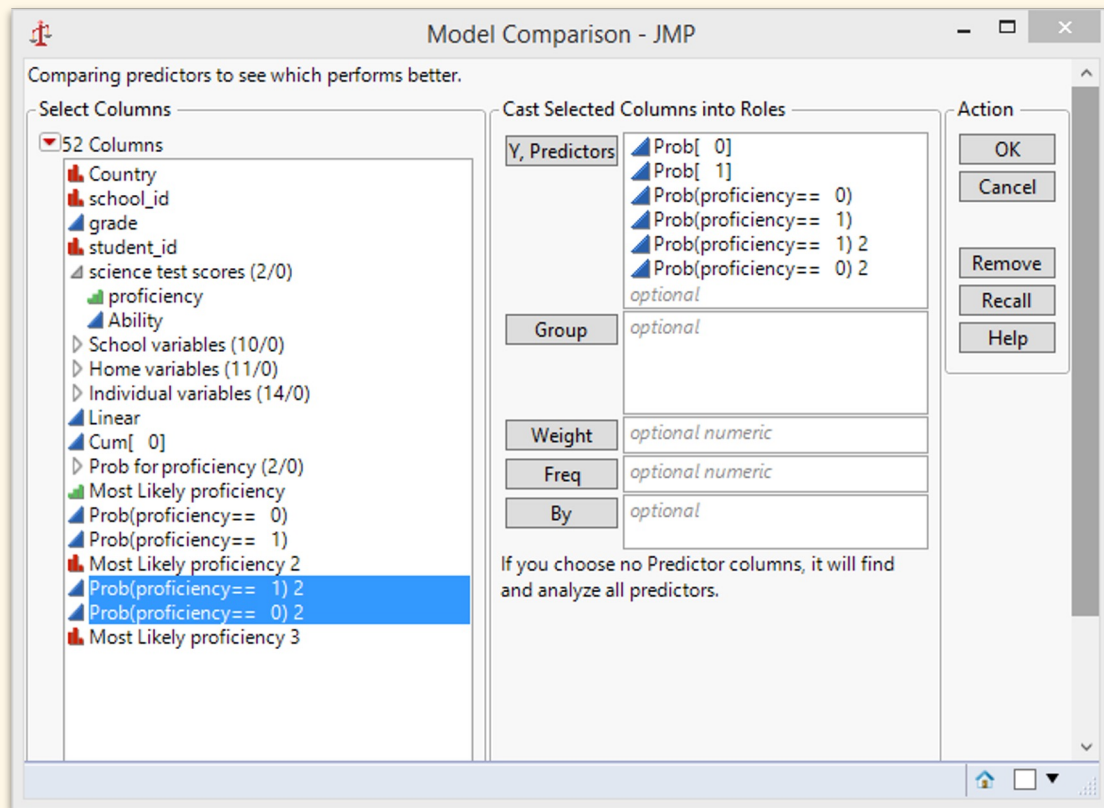 Model Comparison - JMP
Comparing predictors to see which performs better.
Select Columns
52 Columns
Country
school_id
grade
student_id
science test scores (2/0)
proficiency
Ability
School variables (10/0)
Home variables (11/0)
Individual variables (14/0)
Linear
Cum[ 0]
Prob for proficiency (2/0)
Most Likely proficiency
Prob(proficiency== 0)
Prob(proficiency== 1)
Most Likely proficiency 2
Prob(proficiency== 1) 2
Prob(proficiency== 0) 2
Most Likely proficiency 3
Cast Selected Columns into Roles
Y, Predictors
Prob[ 0]
Prob[ 1]
Prob(proficiency== 0)
Prob(proficiency== 1)
Prob(proficiency== 1) 2
Prob(proficiency== 0) 2
optional
Group
optional
Weight
optional numeric
Freq
optional numeric
By
optional
If you choose no Predictor columns, it will find
and analyze all predictors.
Action
OK
Cancel
Remove
Recall
Help